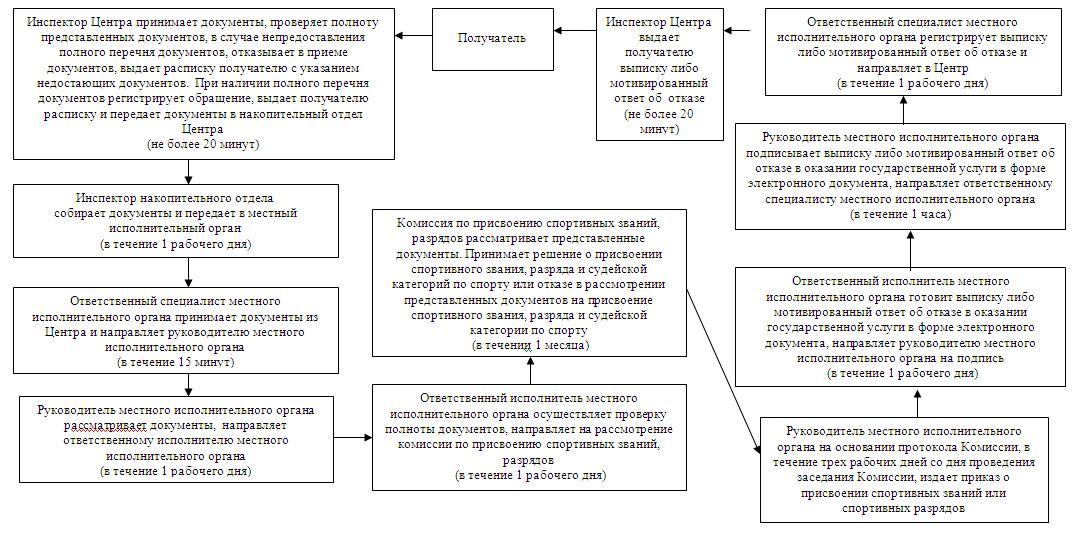 Инспектор Центра принимает документы, проверяет полноту
представленных документов, в случае непредоставления
полного перечня документов, отказывает в приеме
документов, выдает расписку получателю с указанием
недостающих документов. При наличии полного перечня
документов регистрирует обращение, выдает получателю
расписку и передает документы в накопительный отдел
Центра
(не более 20 минут)
Получатель
Инспектор Центра
выдает
получателю
выписку либо
мотивированный
ответ об отказе
(не более 20
минут)
Ответственный специалист местного
исполнительного органа регистрирует выписку
либо мотивированный ответ об отказе и
направляет в Центр
(в течение 1 рабочего дня)
Руководитель местного исполнительного органа
подписывает выписку либо мотивированный ответ об
отказе в оказании государственной услуги в форме
электронного документа, направляет ответственному
специалисту местного исполнительного органа
(в течение 1 часа)
Инспектор накопительного отдела
собирает документы и передает в местный
исполнительный орган
(в течение 1 рабочего дня)
Комиссия по присвоению спортивных званий,
разрядов рассматривает представленные
документы. Принимает решение о присвоении
спортивного звания, разряда и судейской
категорий по спорту или отказе в рассмотрении
представленных документов на присвоение
спортивного звания, разряда и судейской
категории по спорту
(в течении 1 месяца)
Ответственный исполнитель местного
исполнительного органа готовит выписку либо
мотивированный ответ об отказе в оказании
государственной услуги в форме электронного
документа, направляет руководителю местного
исполнительного органа на подпись
(в течение 1 рабочего дня)
Ответственный специалист местного
исполнительного органа принимает документы из
Центра и направляет руководителю местного
исполнительного органа
(в течение 15 минут)
Руководитель местного исполнительного органа
рассматривает документы, направляет
ответственному исполнителю местного
исполнительного органа
(в течение 1 рабочего дня)
Ответственный исполнитель местного
исполнительного органа осуществляет проверку
полноты документов, направляет на рассмотрение
комиссии по присвоению спортивных званий,
разрядов
(в течение 1 рабочего дня)
Руководитель местного исполнительного
органа на основании протокола Комиссии, в
течение трех рабочих дней со дня проведения
заседания Комиссии, издает приказ о
присвоении спортивных званий или
спортивных разрядов